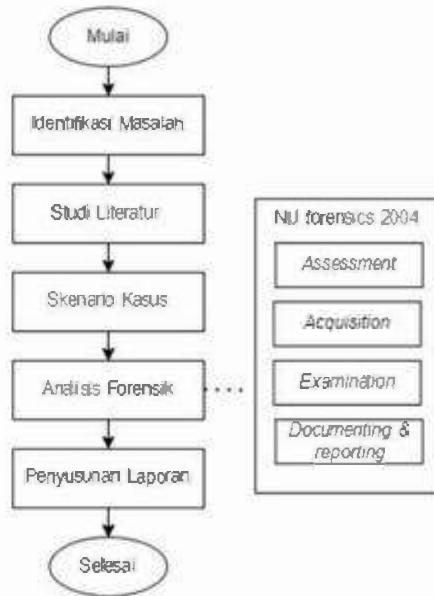 Mulai
Identifikasi Masalah
Studi Literatur
Skenario Kasus
Analisis Forensik
Penyusunan Laporan
Selesai
NIJ forensics 2004
Assessment
Acquisition
Examination
Documenting &
reporting